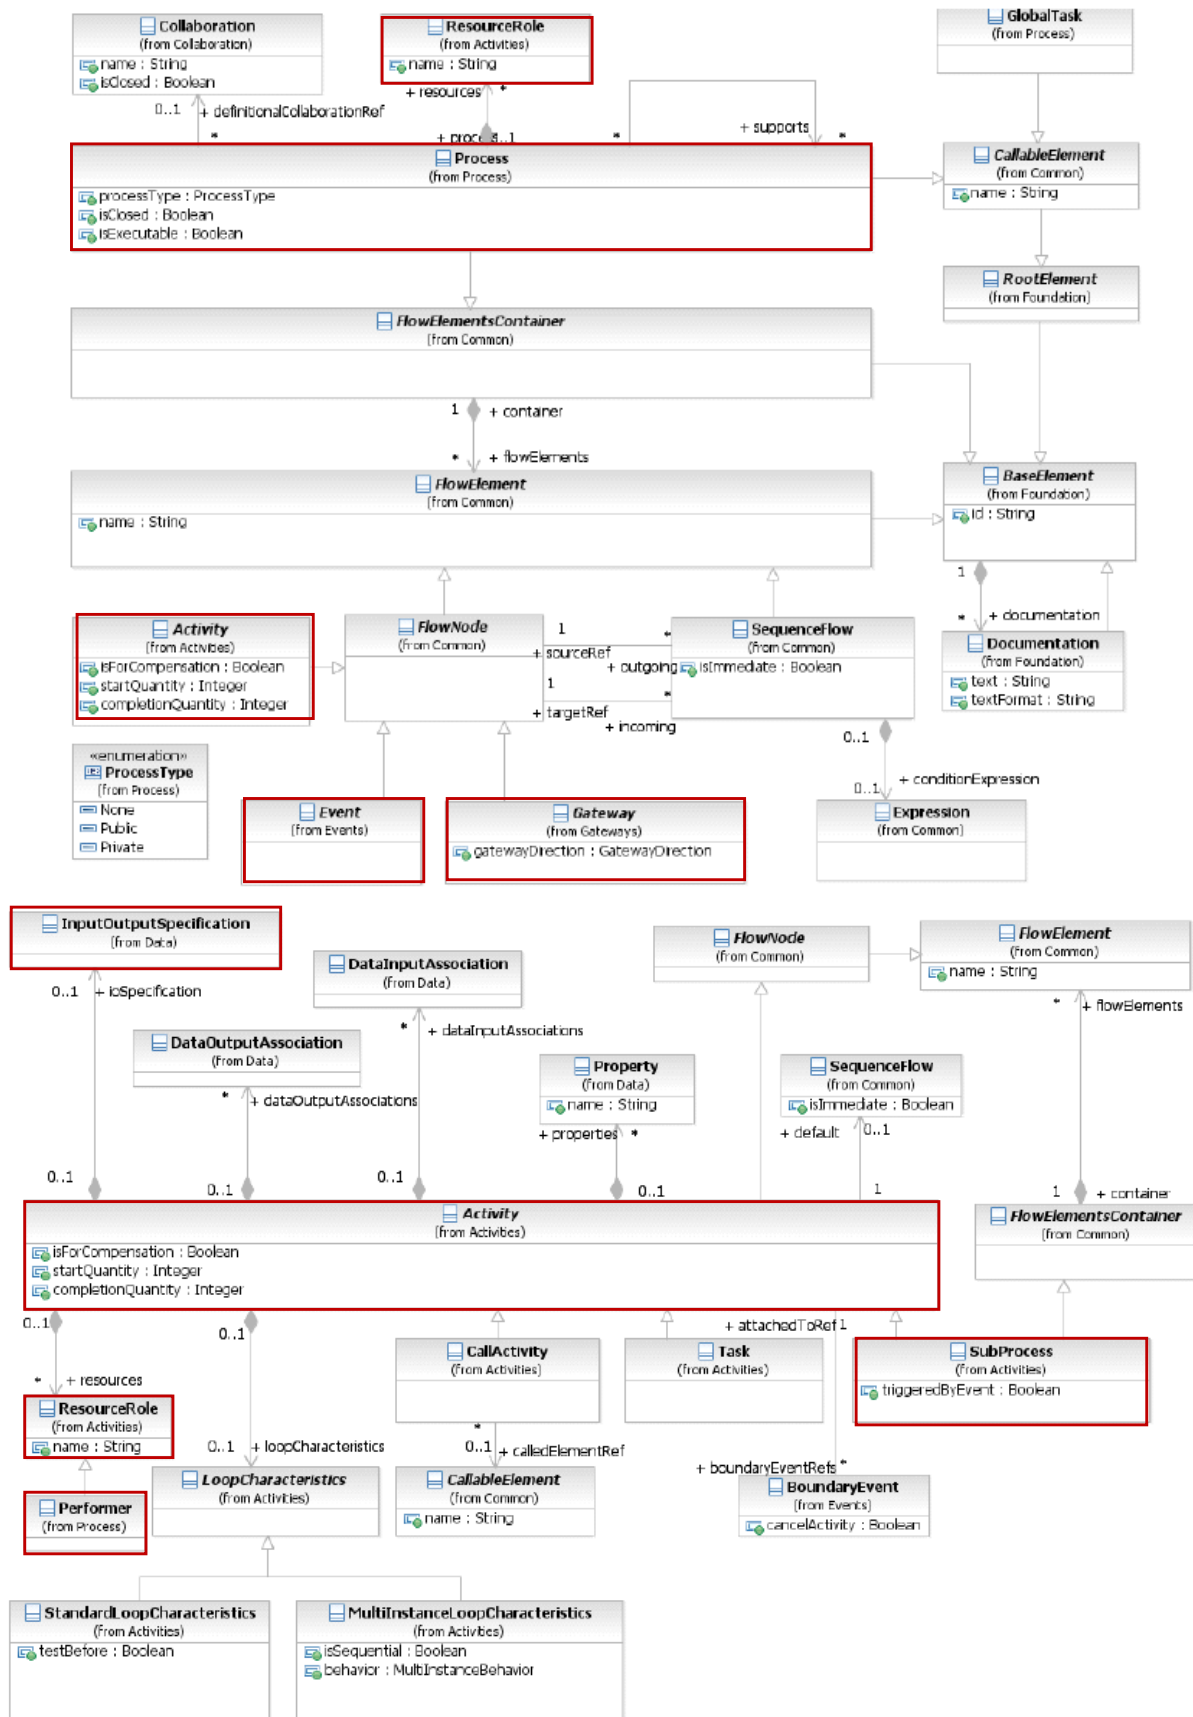 Collaboration
(from Collaboration)
name : String
isClosed : Boolean
ResourceRole
(from Activities)
name : String
GlobalTask
(from Process)
0..1
+ definitionalCollaborationRef
*
+ resources
*
+ process
0..1
*
+ supports
*
Process
(from Process)
processType : ProcessType
isClosed : Boolean
isExecutable : Boolean
CallableElement
(from Common)
name : String
RootElement
(from Foundation)
FlowElementsContainer
(from Common)
1
+ container
*
+ flowElements
FlowElement
(from Common)
name : String
BaseElement
(from Foundation)
id : String
1
*
+ documentation
Documentation
(from Foundation)
text : String
textFormat : String
Activity
(from Activities)
isForCompensation : Boolean
startQuantity : Integer
completionQuantity : Integer
FlowNode
(from Common)
1
*
+ sourceRef
+ outgoing
1
*
+ targetRef
+ incoming
SequenceFlow
(from Common)
isImmediate : Boolean
0..1
+ conditionExpression
0..1
«enumeration»
ProcessType
(from Process)
None
Public
Private
Event
(from Events)
Gateway
(from Gateways)
gatewayDirection : GatewayDirection
Expression
(from Common)
InputOutputSpecification
(from Data)
0..1
+ ioSpecification
DataInputAssociation
(from Data)
*
+ dataInputAssociations
FlowNode
(from Common)
FlowElement
(from Common)
name : String
*
+ flowElements
DataOutputAssociation
(from Data)
*
+ dataOutputAssociations
Property
(from Data)
name : String
+ properties
*
SequenceFlow
(from Common)
isImmediate : Boolean
+ default
0..1
0..1
0..1
0..1
0..1
1
1
+ container
Activity
(from Activities)
isForCompensation : Boolean
startQuantity : Integer
completionQuantity : Integer
FlowElementsContainer
(from Common)
0..1
0..1
+ attachedToRef
1
*
+ resources
CallActivity
(from Activities)
Task
(from Activities)
SubProcess
(from Activities)
triggeredByEvent : Boolean
ResourceRole
(from Activities)
name : String
0..1
+ loopCharacteristics
*
0..1
+ calledElementRef
+ boundaryEventRefs
*
Performer
(from Process)
LoopCharacteristics
(from Activities)
CallableElement
(from Common)
name : String
BoundaryEvent
(from Events)
cancelActivity : Boolean
StandardLoopCharacteristics
(from Activities)
testBefore : Boolean
MultiInstanceLoopCharacteristics
(from Activities)
isSequential : Boolean
behavior : MultiInstanceBehavior